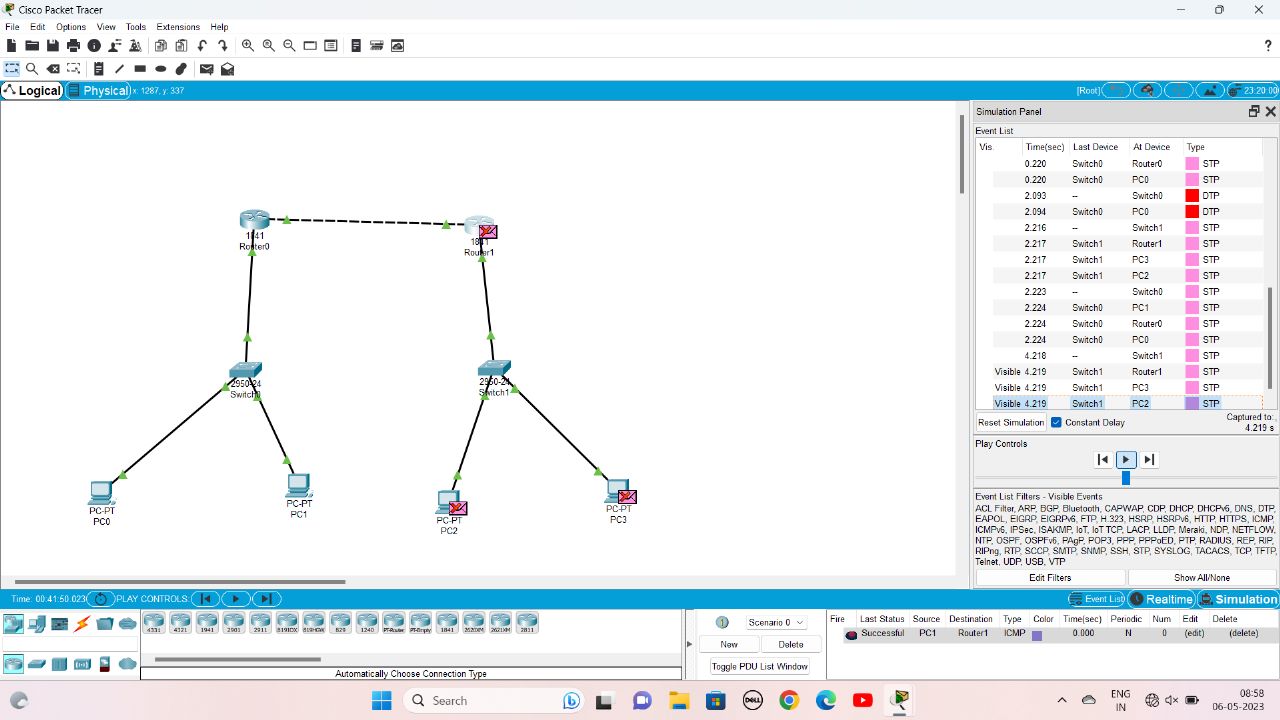 Cisco Packet Tracer
File Edit Options View Tools Extensions Help
?
Logical Physical x: 1287, y: 337 [Root] 23:20:00
Simulation Panel
Event List
Vis. Time(sec) Last Device At Device Type
0.220 Switch0 Router0 STP
0.220 Switch0 PC0 STP
2.093 -- Switch0 DTP
2.094 Switch0 PC0 DTP
2.216 -- Switch1 STP
2.217 Switch1 Router1 STP
2.217 Switch1 PC3 STP
2.217 Switch1 PC2 STP
2.223 -- Switch0 STP
2.224 Switch0 PC1 STP
2.224 Switch0 Router0 STP
2.224 Switch0 PC0 STP
4.218 -- Switch1 STP
Visible 4.219 Switch1 Router1 STP
Visible 4.219 Switch1 PC3 STP
Visible 4.219 Switch1 PC2 STP
Reset Simulation Constant Delay Captured to:
4.219 s
Play Controls
Event List Filters - Visible Events
ACL Filter, ARP, BGP, Bluetooth, CAPWAP, CDP, DHCP, DHCPv6, DNS, DTP,
EAPOL, EIGRP, EIGRPv6, FTP, H.323, HSRP, HSRPv6, HTTP, HTTPS, ICMP,
ICMPv6, IPSec, ISAKMP, IoT, IoT TCP, LACP, LLDP, Meraki, NDP, NETFLOW,
NTP, OSPF, OSPFv6, PAgP, POP3, PPP, PPPoED, PTP, RADIUS, REP, RIP,
RIPng, RTP, SCCP, SMTP, SNMP, SSH, STP, SYSLOG, TACACS, TCP, TFTP,
Telnet, UDP, USB, VTP
Edit Filters Show All/None
1841
Router0
1841
Router1
2950-24
Switch0
2950-24
Switch1
PC-PT
PC0
PC-PT
PC1
PC-PT
PC2
PC-PT
PC3
Time: 00:41:50.023 PLAY CONTROLS: Event List Realtime Simulation
4331 4321 1941 2901 2911 819IOX 819HGW 829 1240 PT-Router PT-Empty 1841 2620XM 2621XM 2811
Automatically Choose Connection Type
Scenario 0
New Delete
Toggle PDU List Window
Fire Last Status Source Destination Type Color Time(sec) Periodic Num Edit Delete
Successful PC1 Router1 ICMP 0.000 N 0 (edit) (delete)
Search
DELL
ENG
IN
08:58
06-05-2023